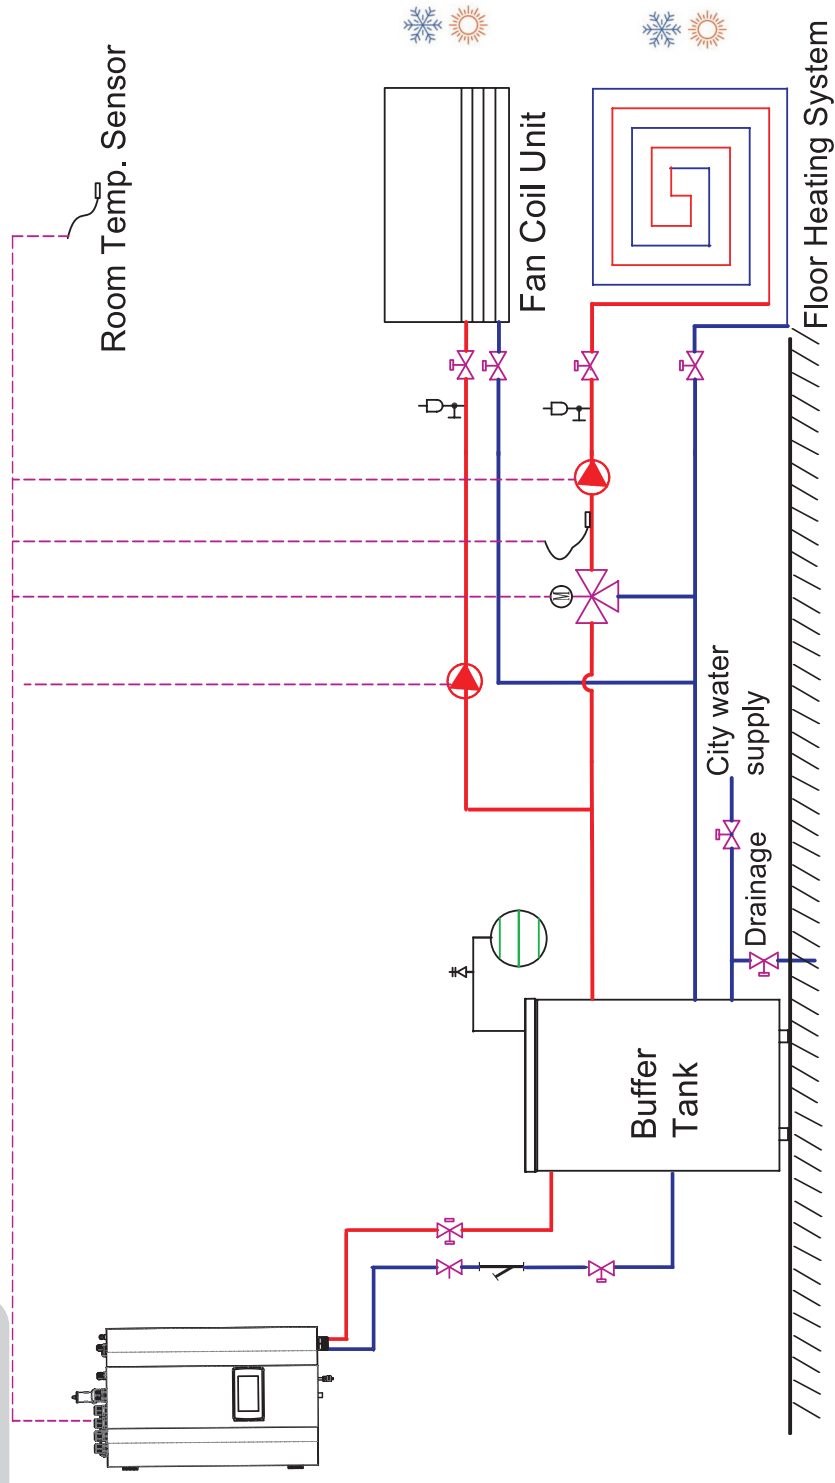 Room Temp. Sensor
Fan Coil Unit
Floor Heating System
M
City water
supply
Drainage
Buffer
Tank